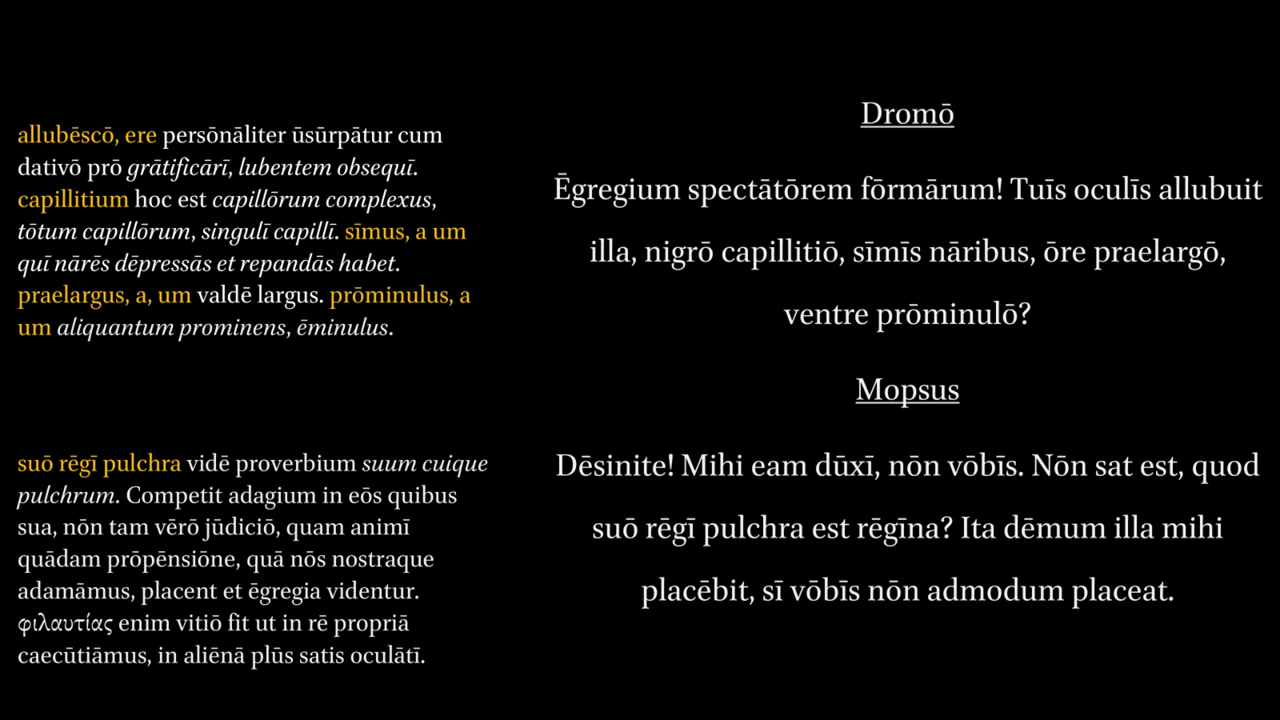 allubēscō, ere persōnāliter ūsūrpātur cum
dativō prō grātificārī, lubentem obsequī.
capillitium hoc est capillōrum complexus,
tōtum capillōrum, singulī capillī. sīmus, a um
quī nārēs dēpressās et repandās habet.
praelargus, a, um valdē largus. prōminulus, a
um aliquantum prominens, ēminulus.
suō rēgī pulchra vidē proverbium suum cuique
pulchrum. Competit adagium in eōs quibus
sua, nōn tam vērō jūdiciō, quam animī
quādam prōpēnsiōne, quā nōs nostraque
adamāmus, placent et ēgregia videntur.
φιλαυτίας enim vitiō fit ut in rē propriā
caecūtiāmus, in aliēnā plūs satis oculātī.
Dromō
Ēgregium spectātōrem fōrmārum! Tuīs oculīs allubuit
illa, nigrō capillitiō, sīmīs nāribus, ōre praelargō,
ventre prōminulō?
Mopsus
Dēsinite! Mihi eam dūxī, nōn vōbīs. Nōn sat est, quod
suō rēgī pulchra est rēgīna? Ita dēmum illa mihi
placēbit, sī vōbīs nōn admodum placeat.